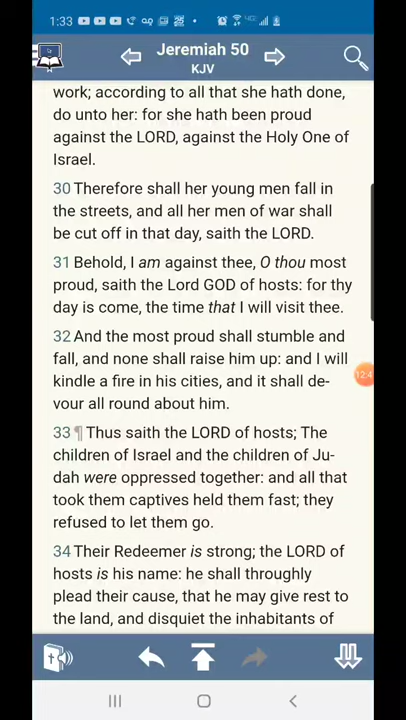 1:33
Jeremiah 50
KJV
work; according to all that she hath done,
do unto her: for she hath been proud
against the LORD, against the Holy One of
Israel.
30 Therefore shall her young men fall in
the streets, and all her men of war shall
be cut off in that day, saith the LORD.
31 Behold, I am against thee, O thou most
proud, saith the Lord GOD of hosts: for thy
day is come, the time that I will visit thee.
32 And the most proud shall stumble and
fall, and none shall raise him up: and I will
kindle a fire in his cities, and it shall de-
vour all round about him.
12:4
33 ¶ Thus saith the LORD of hosts; The
children of Israel and the children of Ju-
dah were oppressed together: and all that
took them captives held them fast; they
refused to let them go.
34 Their Redeemer is strong; the LORD of
hosts is his name: he shall throughly
plead their cause, that he may give rest to
the land, and disquiet the inhabitants of